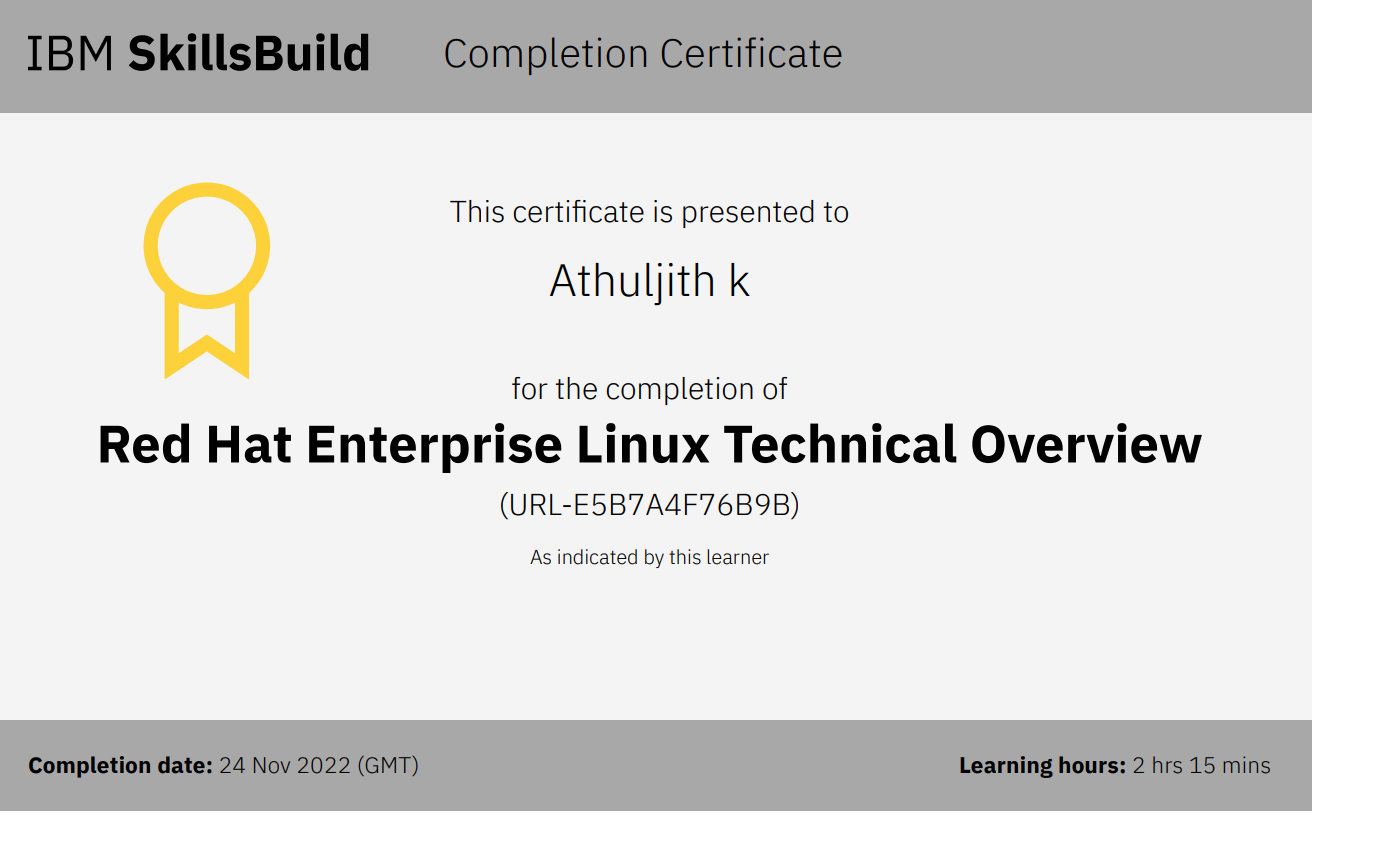 IBM SkillsBuild Completion Certificate
This certificate is presented to
Athuljith k
for the completion of
Red Hat Enterprise Linux Technical Overview
(URL-E5B7A4F76B9B)
As indicated by this learner
Completion date: 24 Nov 2022 (GMT) Learning hours: 2 hrs 15 mins